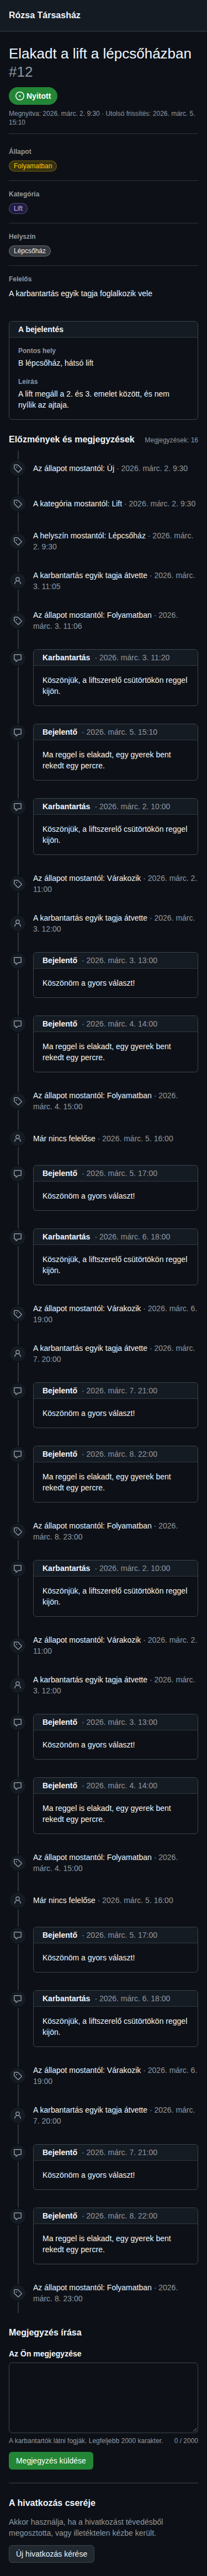 Rózsa Társasház
Elakadt a lift a lépcsőházban
#12
Nyitott
Megnyitva: 2026. márc. 2. 9:30 · Utolsó frissítés: 2026. márc. 5.
15:10
Állapot
Folyamatban
Kategória
Lift
Helyszín
Lépcsőház
Felelős
A karbantartás egyik tagja foglalkozik vele
A bejelentés
Pontos hely
B lépcsőház, hátsó lift
Leírás
A lift megáll a 2. és 3. emelet között, és nem
nyílik az ajtaja.
Előzmények és megjegyzések
Megjegyzések: 16
Az állapot mostantól: Új · 2026. márc. 2. 9:30
A kategória mostantól: Lift · 2026. márc. 2. 9:30
A helyszín mostantól: Lépcsőház · 2026. márc.
2. 9:30
A karbantartás egyik tagja átvette · 2026. márc.
3. 11:05
Az állapot mostantól: Folyamatban · 2026.
márc. 3. 11:06
Karbantartás · 2026. márc. 3. 11:20
Köszönjük, a liftszerelő csütörtökön reggel
kijön.
Bejelentő · 2026. márc. 5. 15:10
Ma reggel is elakadt, egy gyerek bent
rekedt egy percre.
Karbantartás · 2026. márc. 2. 10:00
Köszönjük, a liftszerelő csütörtökön reggel
kijön.
Az állapot mostantól: Várakozik · 2026. márc. 2.
11:00
A karbantartás egyik tagja átvette · 2026. márc.
3. 12:00
Bejelentő · 2026. márc. 3. 13:00
Köszönöm a gyors választ!
Bejelentő · 2026. márc. 4. 14:00
Ma reggel is elakadt, egy gyerek bent
rekedt egy percre.
Az állapot mostantól: Folyamatban · 2026.
márc. 4. 15:00
Már nincs felelőse · 2026. márc. 5. 16:00
Bejelentő · 2026. márc. 5. 17:00
Köszönöm a gyors választ!
Karbantartás · 2026. márc. 6. 18:00
Köszönjük, a liftszerelő csütörtökön reggel
kijön.
Az állapot mostantól: Várakozik · 2026. márc. 6.
19:00
A karbantartás egyik tagja átvette · 2026. márc.
7. 20:00
Bejelentő · 2026. márc. 7. 21:00
Köszönöm a gyors választ!
Bejelentő · 2026. márc. 8. 22:00
Ma reggel is elakadt, egy gyerek bent
rekedt egy percre.
Az állapot mostantól: Folyamatban · 2026.
márc. 8. 23:00
Karbantartás · 2026. márc. 2. 10:00
Köszönjük, a liftszerelő csütörtökön reggel
kijön.
Az állapot mostantól: Várakozik · 2026. márc. 2.
11:00
A karbantartás egyik tagja átvette · 2026. márc.
3. 12:00
Bejelentő · 2026. márc. 3. 13:00
Köszönöm a gyors választ!
Bejelentő · 2026. márc. 4. 14:00
Ma reggel is elakadt, egy gyerek bent
rekedt egy percre.
Az állapot mostantól: Folyamatban · 2026.
márc. 4. 15:00
Már nincs felelőse · 2026. márc. 5. 16:00
Bejelentő · 2026. márc. 5. 17:00
Köszönöm a gyors választ!
Karbantartás · 2026. márc. 6. 18:00
Köszönjük, a liftszerelő csütörtökön reggel
kijön.
Az állapot mostantól: Várakozik · 2026. márc. 6.
19:00
A karbantartás egyik tagja átvette · 2026. márc.
7. 20:00
Bejelentő · 2026. márc. 7. 21:00
Köszönöm a gyors választ!
Bejelentő · 2026. márc. 8. 22:00
Ma reggel is elakadt, egy gyerek bent
rekedt egy percre.
Az állapot mostantól: Folyamatban · 2026.
márc. 8. 23:00
Megjegyzés írása
Az Ön megjegyzése
A karbantartók látni fogják. Legfeljebb 2000 karakter.
0 / 2000
Megjegyzés küldése
A hivatkozás cseréje
Akkor használja, ha a hivatkozást tévedésből
megosztotta, vagy illetéktelen kézbe került.
Új hivatkozás kérése